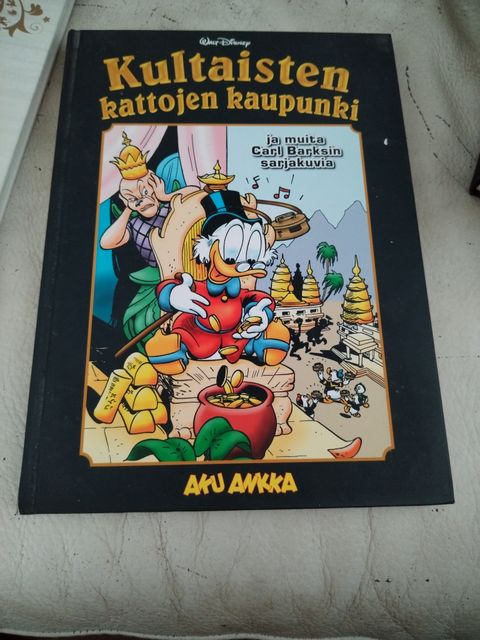 Walt Disney
Kultaisten
kattojen kaupunki
ja muita
Carl Barksin
sarjakuvia
AKU ANKKA